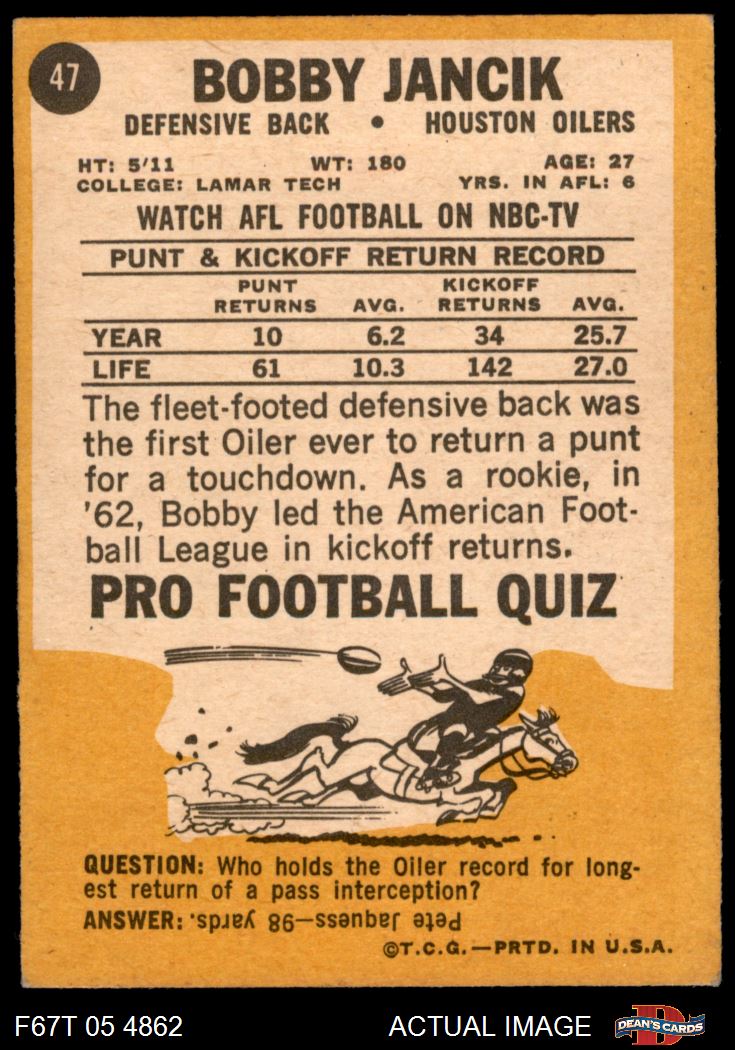 47
BOBBY JANCIK
DEFENSIVE BACK • HOUSTON OILERS
HT: 5'11 WT: 180 AGE: 27
COLLEGE: LAMAR TECH YRS. IN AFL: 6
WATCH AFL FOOTBALL ON NBC-TV
PUNT & KICKOFF RETURN RECORD
PUNT KICKOFF
RETURNS AVG. RETURNS AVG.
YEAR 10 6.2 34 25.7
LIFE 61 10.3 142 27.0
The fleet-footed defensive back was
the first Oiler ever to return a punt
for a touchdown. As a rookie, in
'62, Bobby led the American Foot-
ball League in kickoff returns.
PRO FOOTBALL QUIZ
QUESTION: Who holds the Oiler record for long-
est return of a pass interception?
ANSWER: Pete Jaquess—98 yards.
©T.C.G.—PRTD. IN U.S.A.
F67T 05 4862 ACTUAL IMAGE
D
DEAN'S CARDS